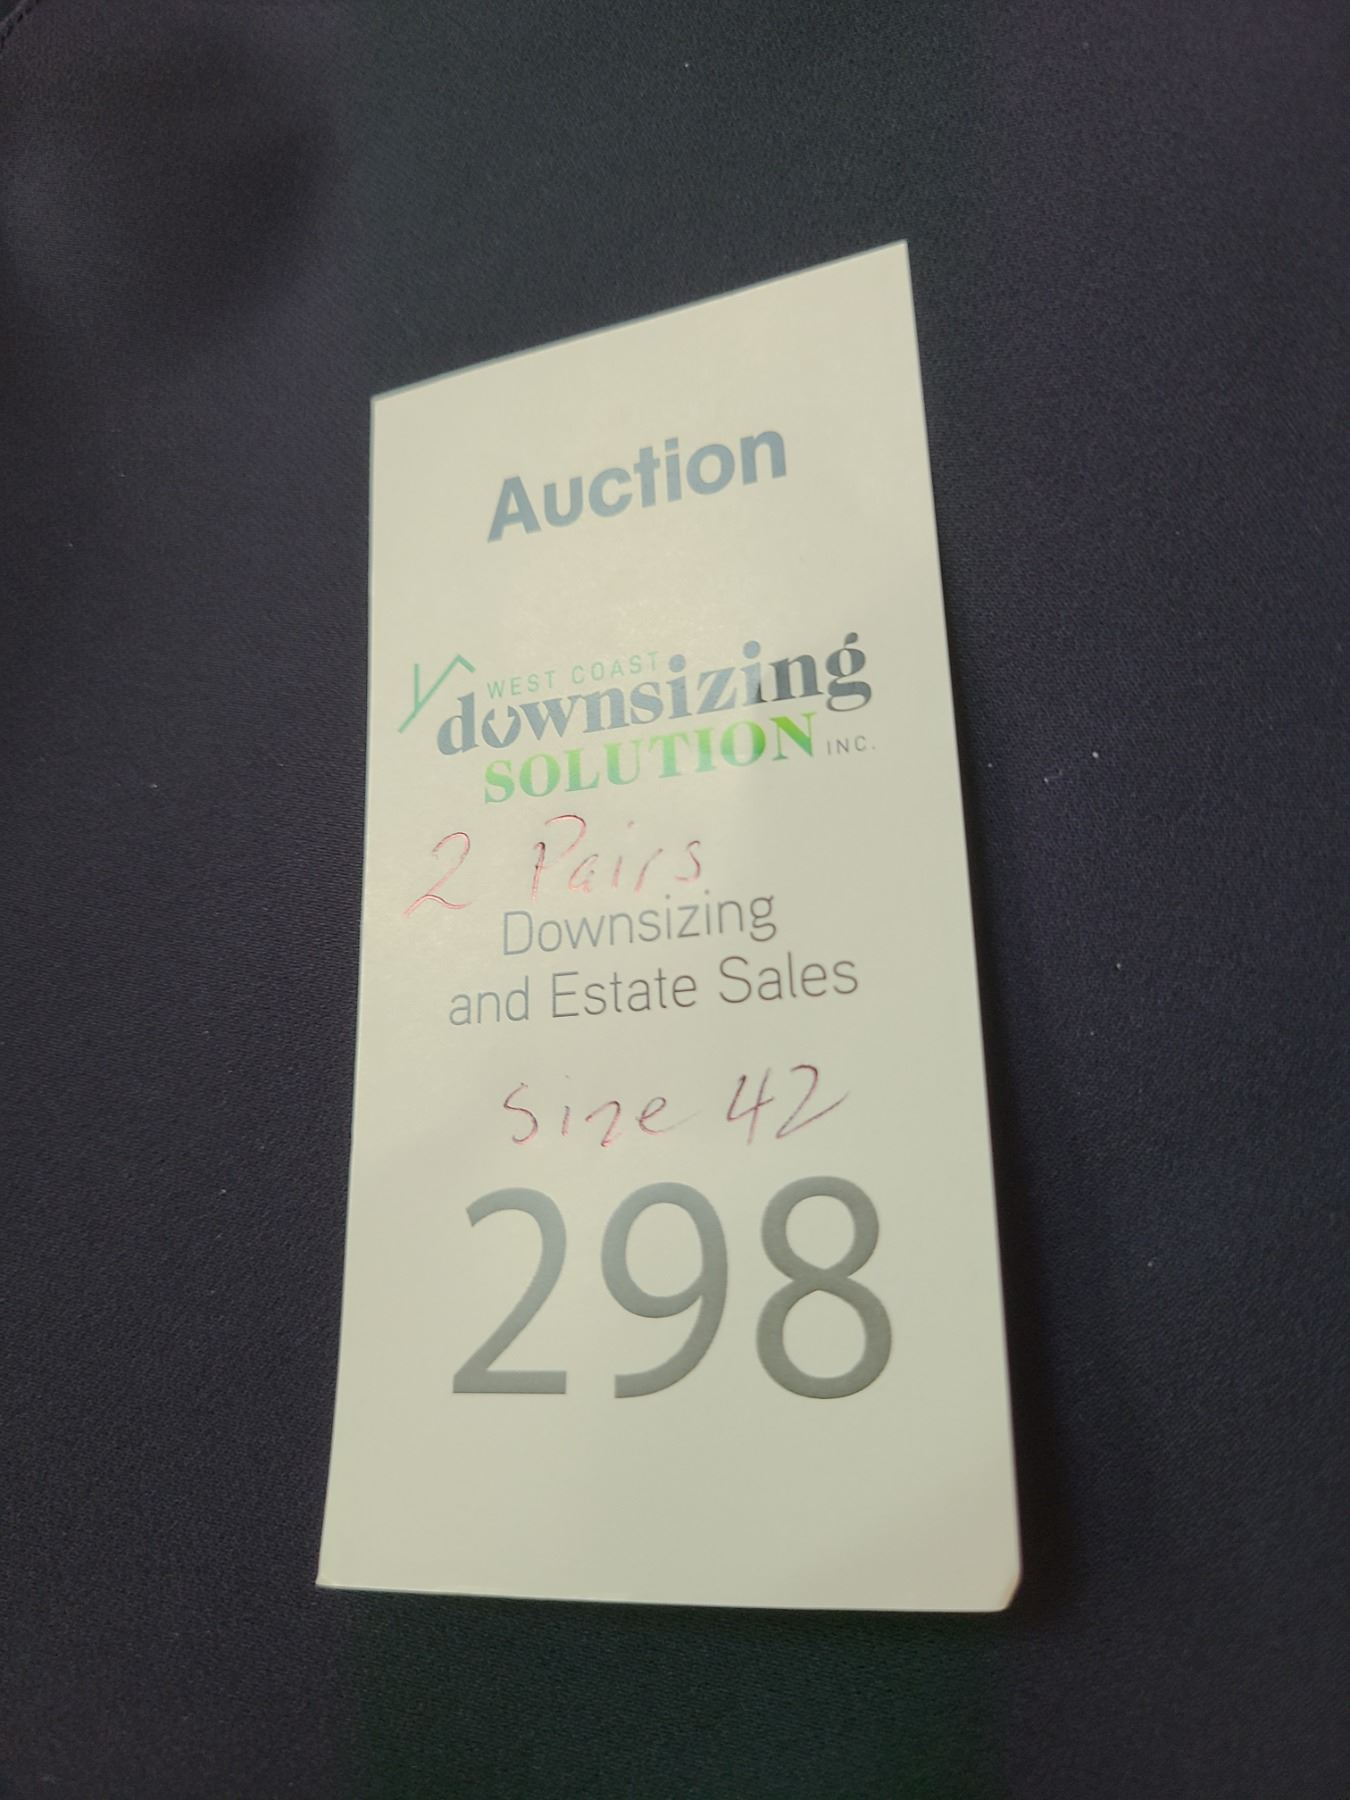 Auction
WEST COAST
downsizing
SOLUTION INC.
2 Pairs
Downsizing
and Estate Sales
Size 42
298